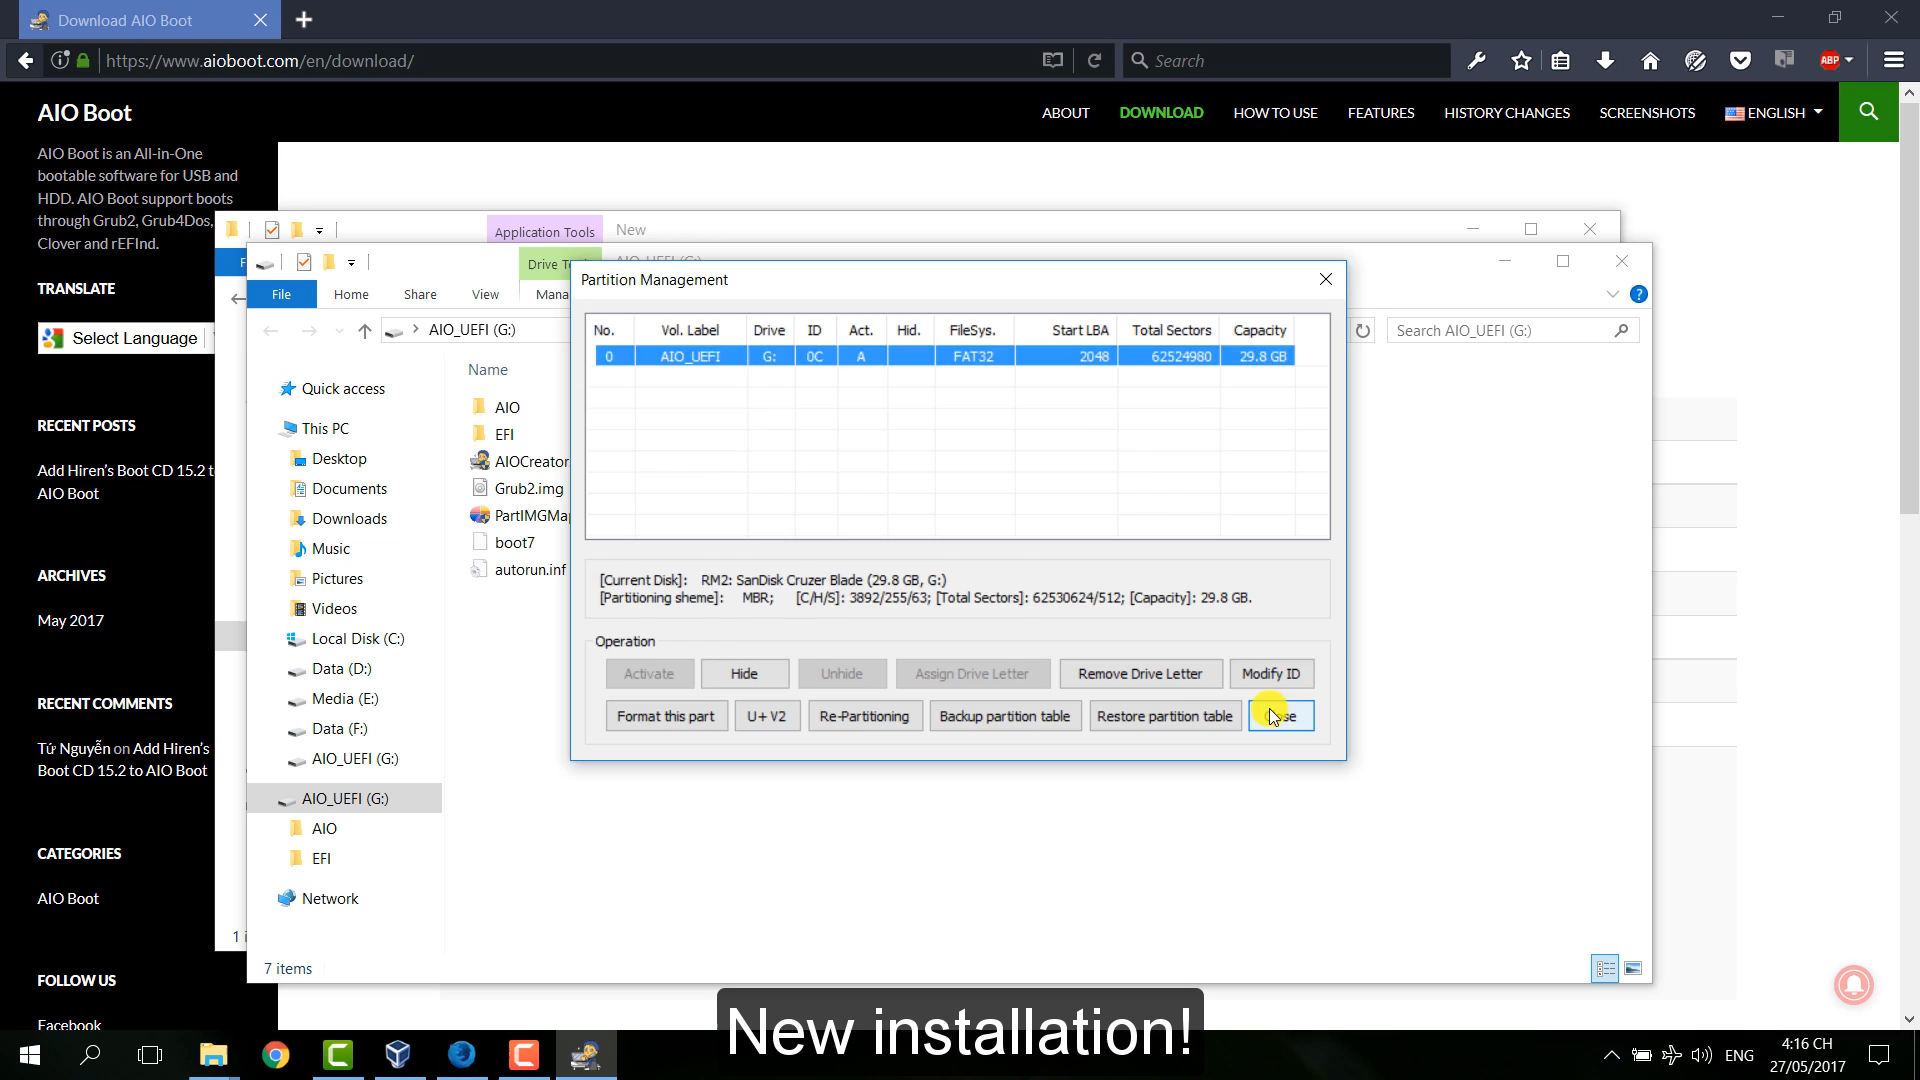 Download AIO Boot
https://www.aioboot.com/en/download/
Search
ABP
AIO Boot
ABOUT
DOWNLOAD
HOW TO USE
FEATURES
HISTORY CHANGES
SCREENSHOTS
ENGLISH
AIO Boot is an All-in-One
bootable software for USB and
HDD. AIO Boot support boots
through Grub2, Grub4Dos,
Clover and rEFInd.
TRANSLATE
Select Language
RECENT POSTS
Add Hiren's Boot CD 15.2 to
AIO Boot
ARCHIVES
May 2017
RECENT COMMENTS
Tứ Nguyễn on Add Hiren's
Boot CD 15.2 to AIO Boot
CATEGORIES
AIO Boot
FOLLOW US
Facebook
Application Tools
New
File
Home
Share
View
AIO_UEFI (G:)
Search AIO_UEFI (G:)
Quick access
This PC
Desktop
Documents
Downloads
Music
Pictures
Videos
Local Disk (C:)
Data (D:)
Media (E:)
Data (F:)
AIO_UEFI (G:)
AIO_UEFI (G:)
AIO
EFI
Network
7 items
Name
AIO
EFI
AIOCreator
Grub2.img
boot7
autorun.inf
Partition Management
No. Vol. Label Drive ID Act. Hid. FileSys. Start LBA Total Sectors Capacity
0 AIO_UEFI G: 0C A FAT32 2048 62524980 29.8 GB
[Current Disk]: RM2: SanDisk Cruzer Blade (29.8 GB, G:)
[Partitioning sheme]: MBR; [C/H/S]: 3892/255/63; [Total Sectors]: 62530624/512; [Capacity]: 29.8 GB.
Operation
Activate
Hide
Unhide
Assign Drive Letter
Remove Drive Letter
Modify ID
Format this part
U+ V2
Re-Partitioning
Backup partition table
Restore partition table
New installation!
ENG
4:16 CH
27/05/2017